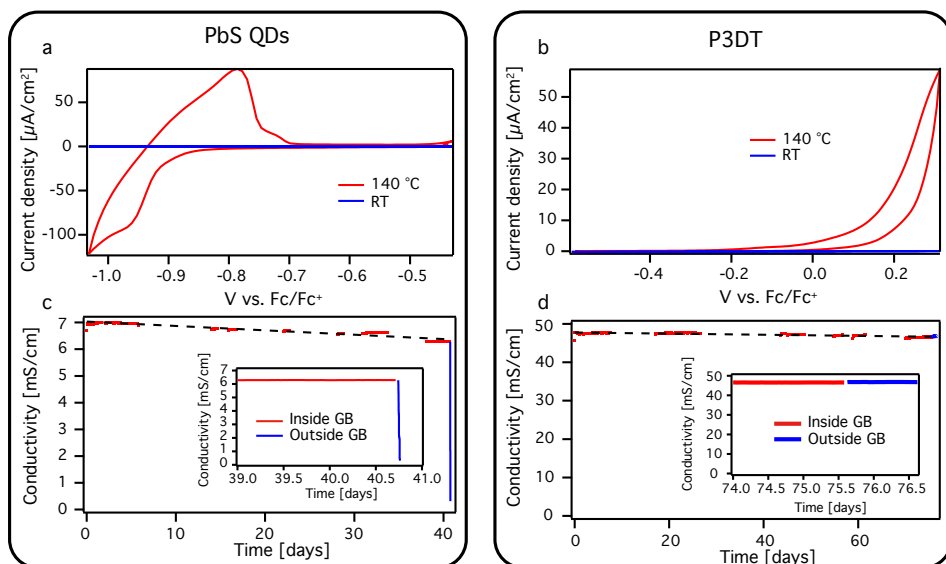 PbS QDs
a
Current density [µA/cm²]
50
0
-50
-100
140 °C
RT
-1.0 -0.9 -0.8 -0.7 -0.6 -0.5
V vs. Fc/Fc⁺
c
Conductivity [mS/cm]
7
6
5
4
3
2
1
0
0 10 20 30 40
Time [days]
Conductivity [mS/cm]
7
6
5
4
3
2
1
0
Inside GB
Outside GB
39.0 39.5 40.0 40.5 41.0
Time [days]
P3DT
b
Current density [µA/cm²]
50
40
30
20
10
0
140 °C
RT
-0.4 -0.2 0.0 0.2
V vs. Fc/Fc⁺
d
Conductivity [mS/cm]
50
40
30
20
10
0
0 20 40 60
Time [days]
Conductivity [mS/cm]
50
40
30
20
10
0
Inside GB
Outside GB
74.0 74.5 75.0 75.5 76.0 76.5
Time [days]